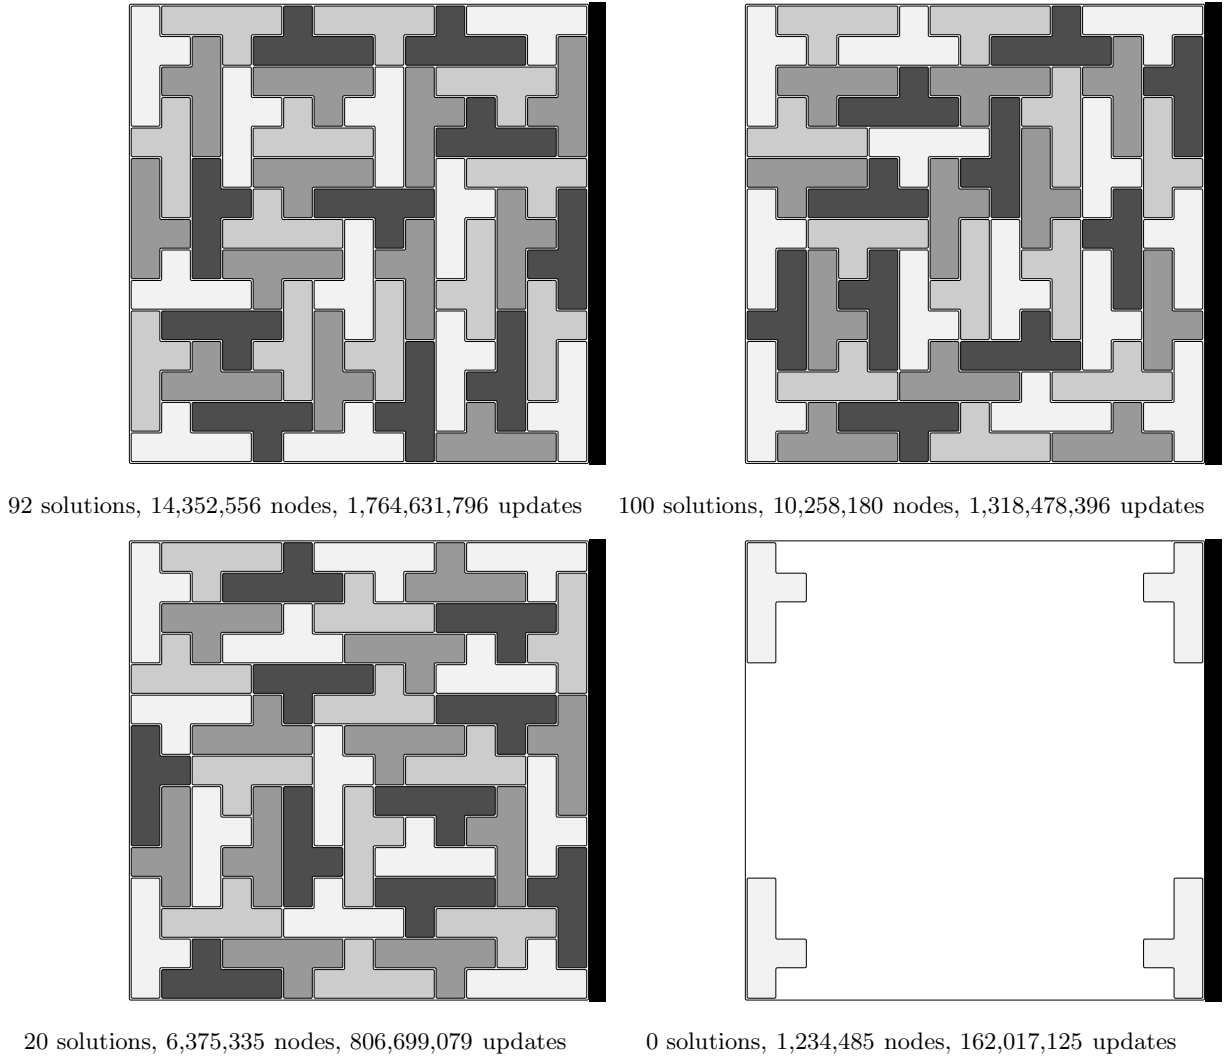 92 solutions, 14,352,556 nodes, 1,764,631,796 updates
100 solutions, 10,258,180 nodes, 1,318,478,396 updates
20 solutions, 6,375,335 nodes, 806,699,079 updates
0 solutions, 1,234,485 nodes, 162,017,125 updates